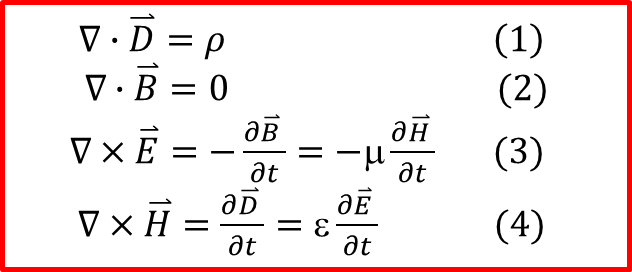 ∇ · D⃗ = ρ (1)
∇ · B⃗ = 0 (2)
∇ × E⃗ = −∂B⃗/∂t = −μ ∂H⃗/∂t (3)
∇ × H⃗ = ∂D⃗/∂t = ε ∂E⃗/∂t (4)